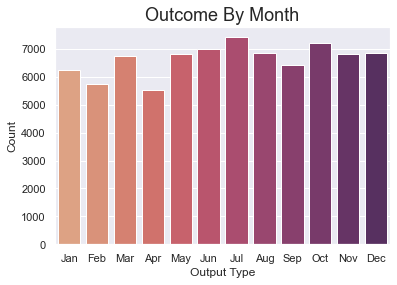 Outcome By Month
7000
6000
5000
4000
3000
2000
1000
0
Count
Jan Feb Mar Apr May Jun Jul Aug Sep Oct Nov Dec
Output Type